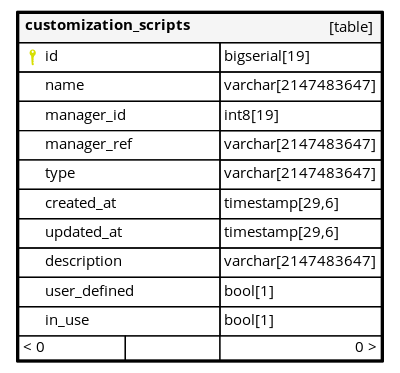 customization_scripts [table]
id bigserial[19]
name varchar[2147483647]
manager_id int8[19]
manager_ref varchar[2147483647]
type varchar[2147483647]
created_at timestamp[29,6]
updated_at timestamp[29,6]
description varchar[2147483647]
user_defined bool[1]
in_use bool[1]
< 0 0 >